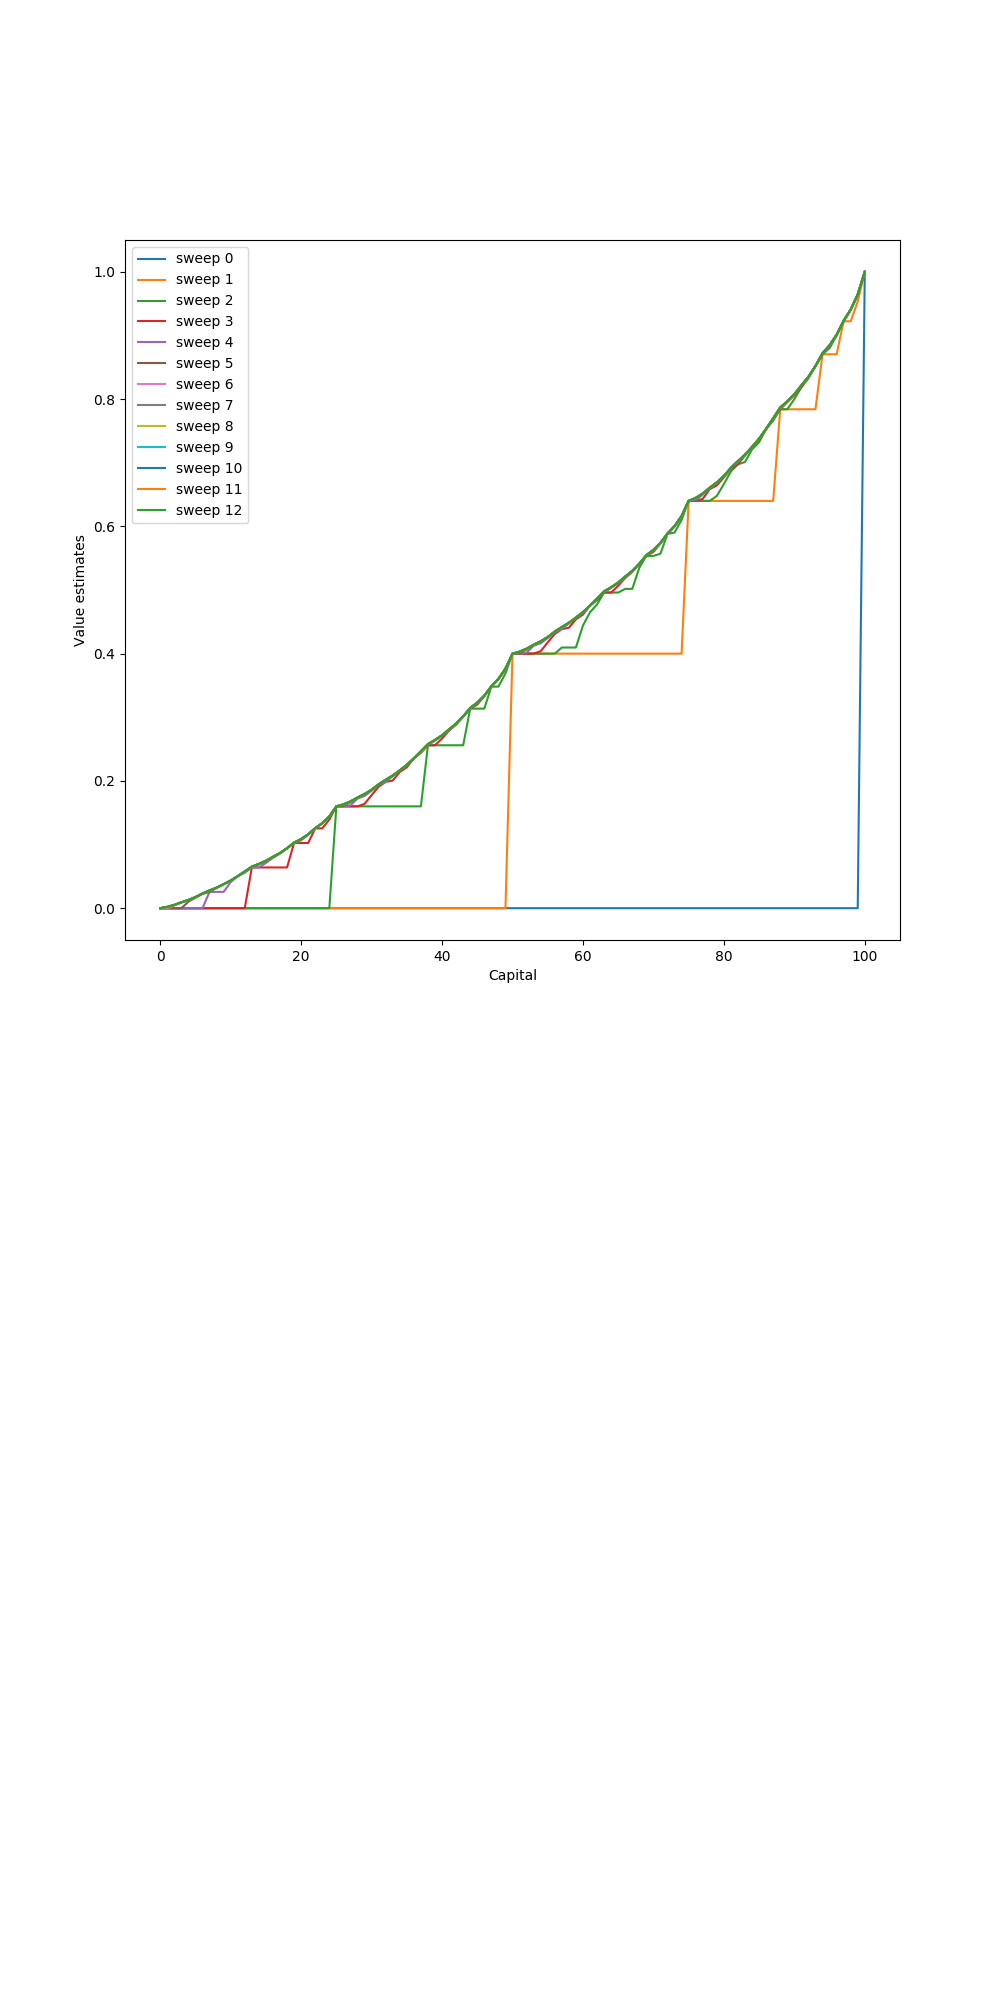 sweep 0
sweep 1
sweep 2
sweep 3
sweep 4
sweep 5
sweep 6
sweep 7
sweep 8
sweep 9
sweep 10
sweep 11
sweep 12
1.0
0.8
0.6
0.4
0.2
0.0
Value estimates
0 20 40 60 80 100
Capital